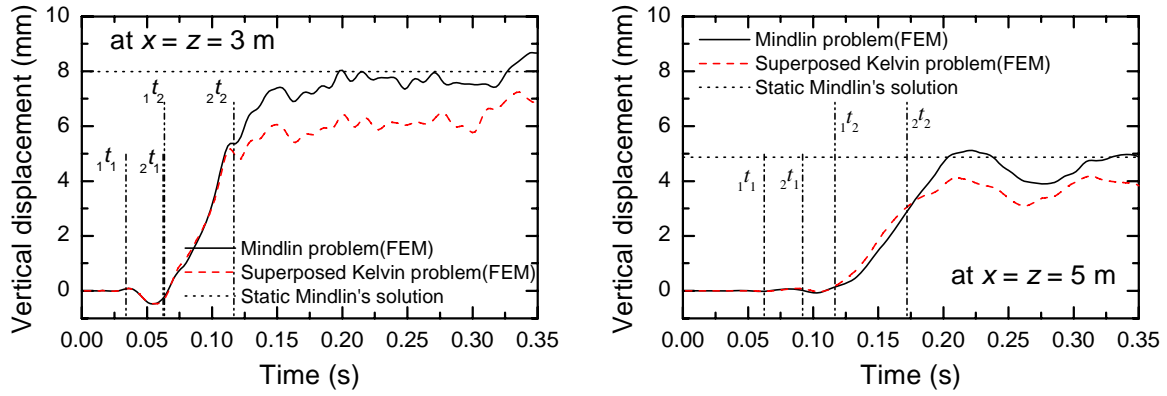 at x = z = 3 m
10
8
6
4
2
0
Vertical displacement (mm)
1t1
2t1
1t2
2t2
Mindlin problem(FEM)
Superposed Kelvin problem(FEM)
Static Mindlin's solution
0.00 0.05 0.10 0.15 0.20 0.25 0.30 0.35
Time (s)
10
8
6
4
2
0
Vertical displacement (mm)
Mindlin problem(FEM)
Superposed Kelvin problem(FEM)
Static Mindlin's solution
1t1
2t1
1t2
2t2
at x = z = 5 m
0.00 0.05 0.10 0.15 0.20 0.25 0.30 0.35
Time (s)